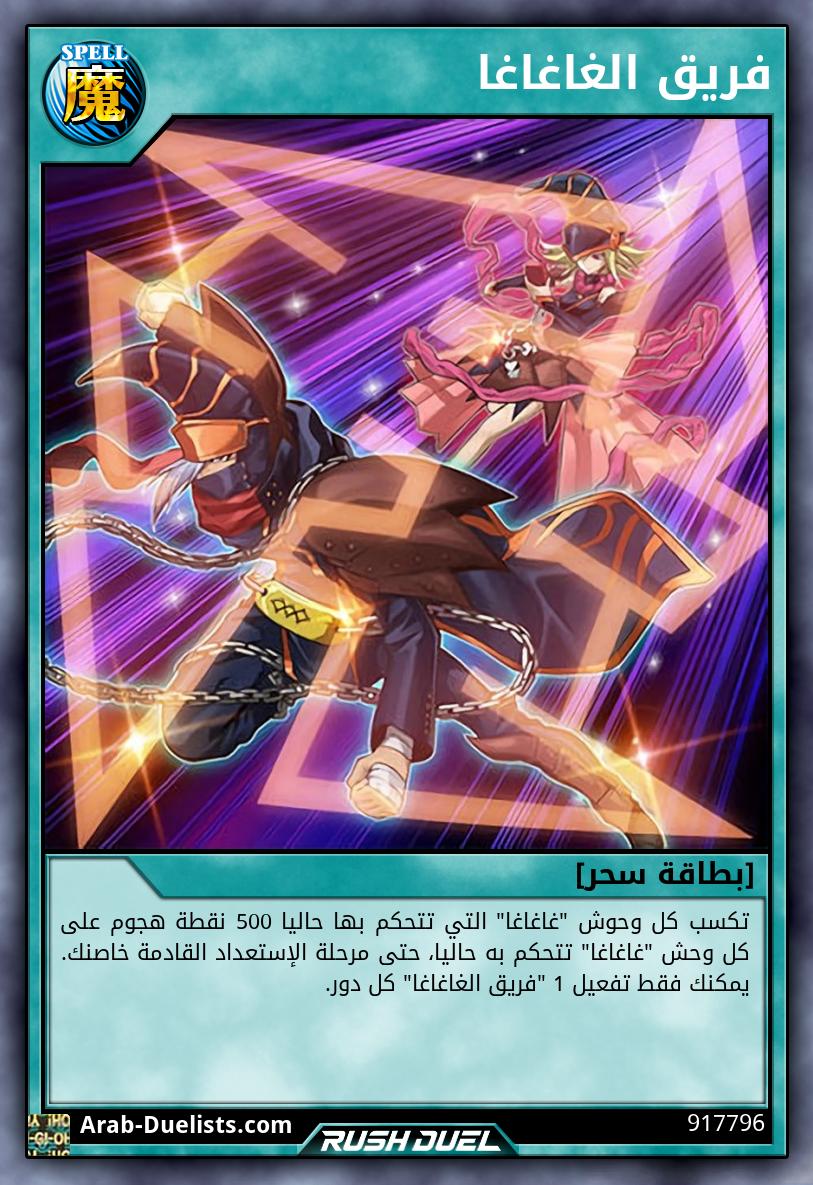 SPELL
魔
فريق الغاغاغا
[بطاقة سحر]
تكسب كل وحوش "غاغاغا" التي تتحكم بها حاليا 500 نقطة هجوم على
كل وحش "غاغاغا" تتحكم به حاليا، حتى مرحلة الإستعداد القادمة خاصتك.
يمكنك فقط تفعيل 1 "فريق الغاغاغا" كل دور.
Arab-Duelists.com
RUSH DUEL
917796